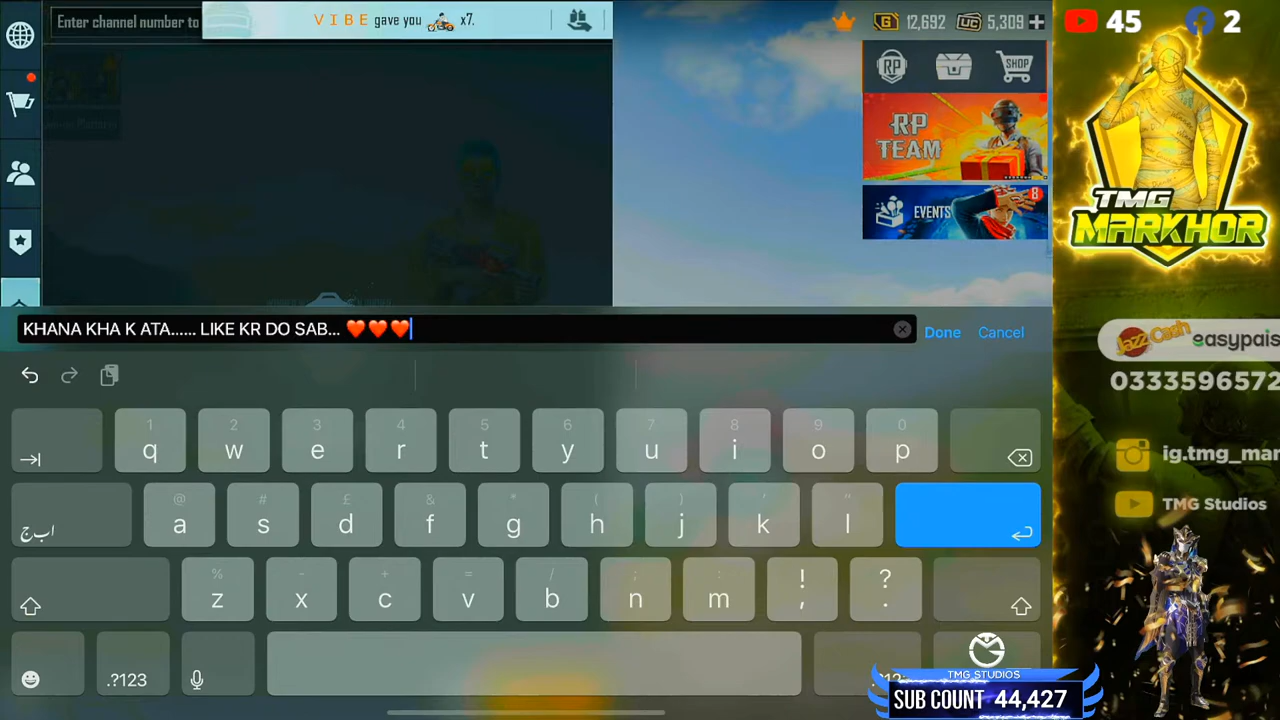 Enter channel number to
VIBE gave you x7.
12,692
UC 5,309
45
2
RP
SHOP
RP
TEAM
EVENTS
8
TMG
MARKHOR
KHANA KHA K ATA...... LIKE KR DO SAB... ❤️❤️❤️
Done
Cancel
JazzCash
easypais
0333596572
1 2 3 4 5 6 7 8 9 0
q w e r t y u i o p
ig.tmg_mar
@ # £ & * ( ) ' "
ا ب ج
a s d f g h j k l
TMG Studios
% - + = / ; : ! ?
z x c v b n m , .
.?123
TMG STUDIOS
SUB COUNT 44,427